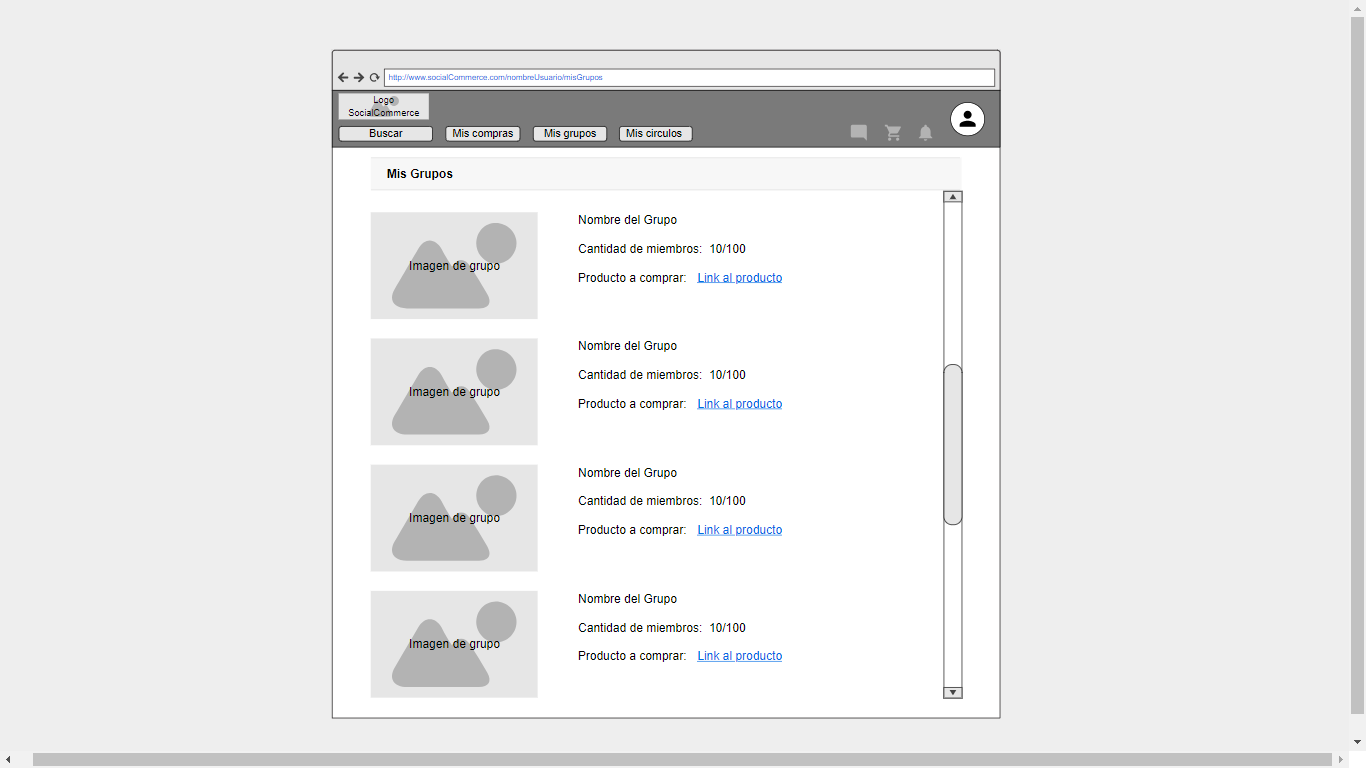 http://www.socialCommerce.com/nombreUsuario/misGrupos
Logo
SocialCommerce
Buscar
Mis compras
Mis grupos
Mis circulos
Mis Grupos
Imagen de grupo
Nombre del Grupo
Cantidad de miembros: 10/100
Producto a comprar: Link al producto
Imagen de grupo
Nombre del Grupo
Cantidad de miembros: 10/100
Producto a comprar: Link al producto
Imagen de grupo
Nombre del Grupo
Cantidad de miembros: 10/100
Producto a comprar: Link al producto
Imagen de grupo
Nombre del Grupo
Cantidad de miembros: 10/100
Producto a comprar: Link al producto